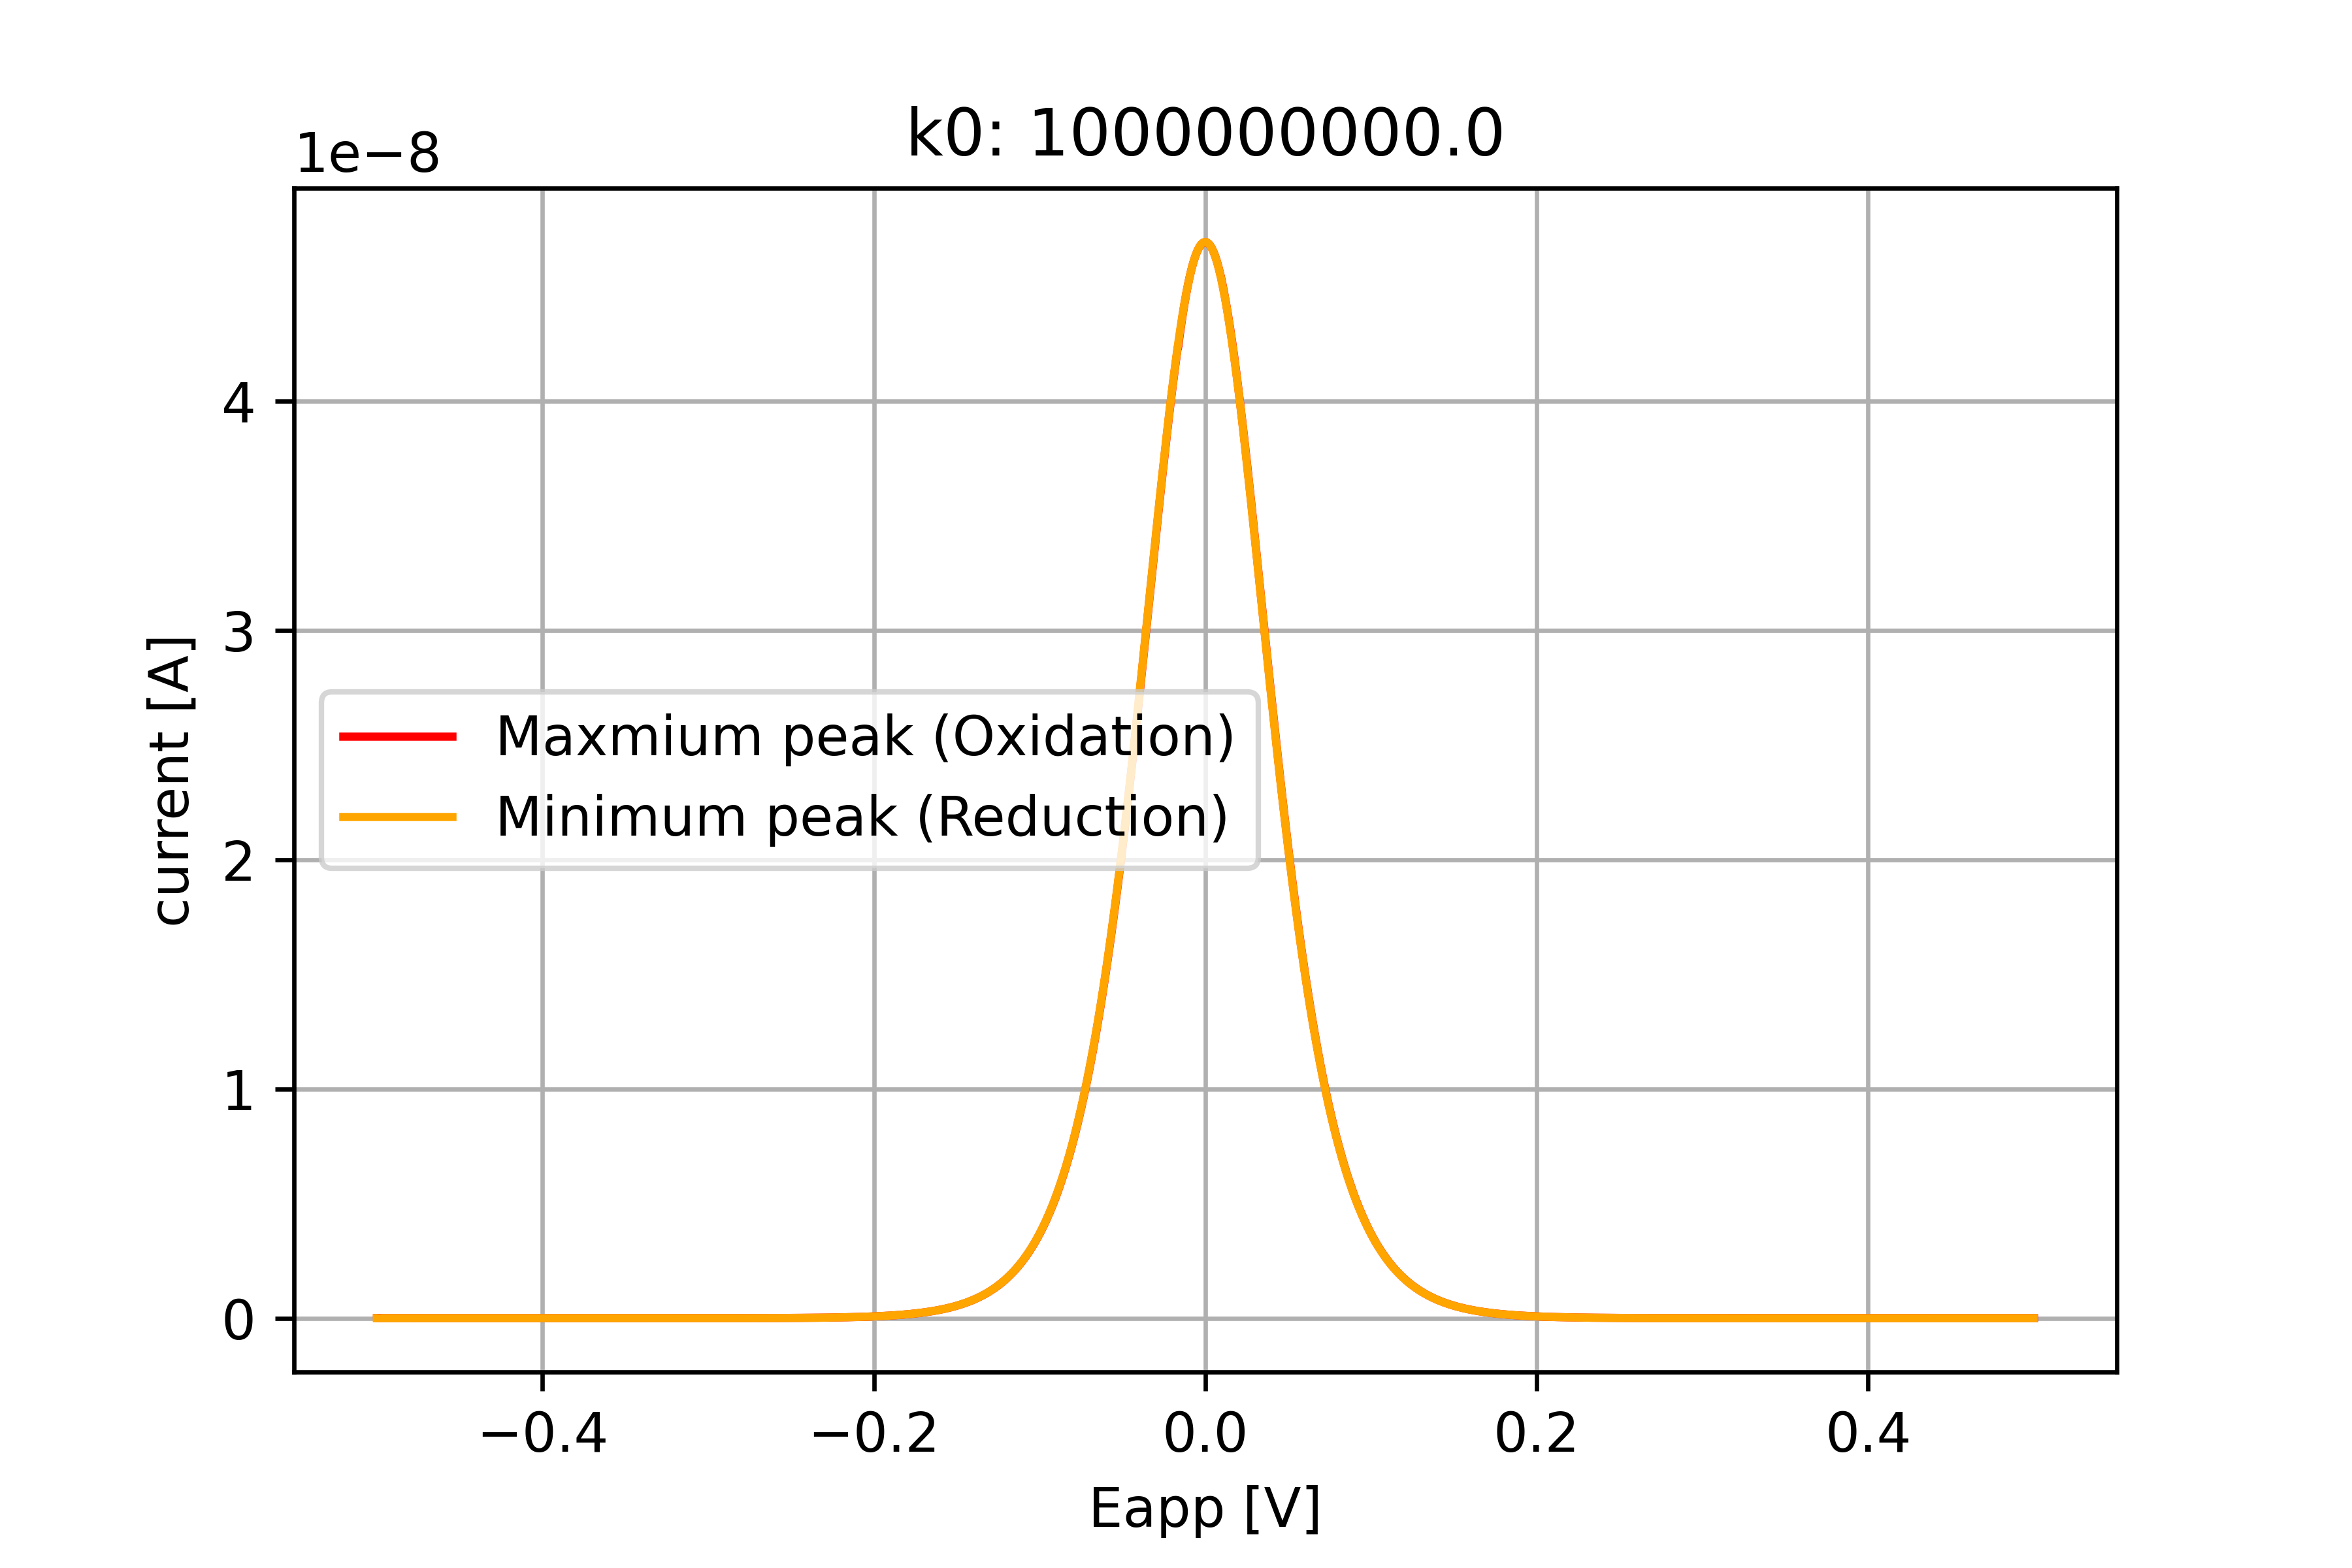 k0: 1000000000.0
1e−8
4
3
2
1
0
current [A]
Maxmium peak (Oxidation)
Minimum peak (Reduction)
−0.4
−0.2
0.0
0.2
0.4
Eapp [V]